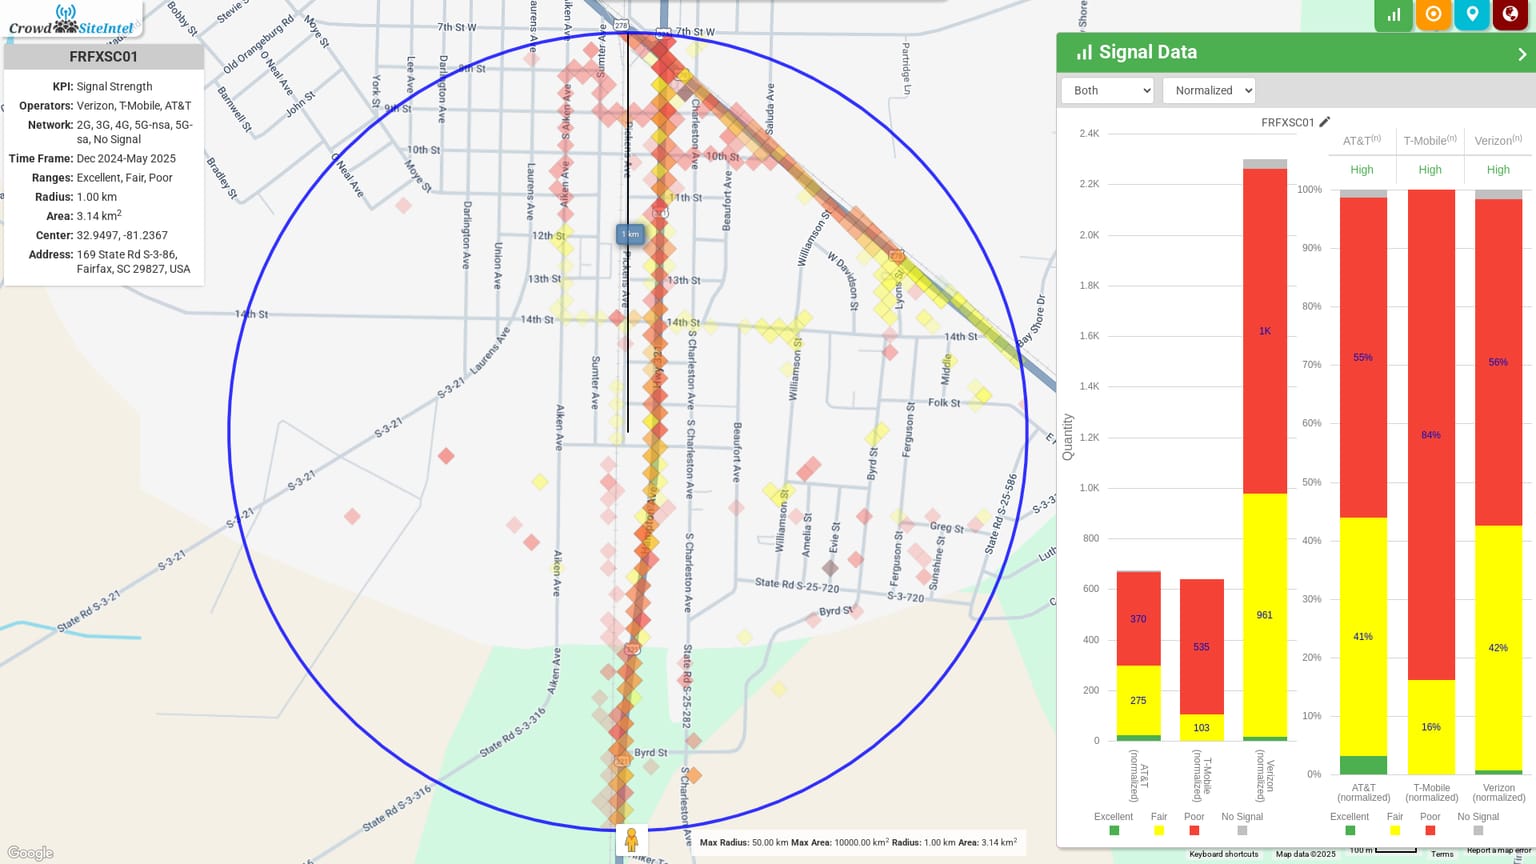 CrowdSiteIntel
FRFXSC01
KPI: Signal Strength
Operators: Verizon, T-Mobile, AT&T
Network: 2G, 3G, 4G, 5G-nsa, 5G-
sa, No Signal
Time Frame: Dec 2024-May 2025
Ranges: Excellent, Fair, Poor
Radius: 1.00 km
Area: 3.14 km²
Center: 32.9497, -81.2367
Address: 169 State Rd S-3-86,
Fairfax, SC 29827, USA
Bobby St
Stevie S
Moye St
Old Orangeburg Rd
O Neal Ave
Barnwell St
John St
Bradley St
O Neal Ave
Moye St
York St
Lee Ave
Darlington Ave
7th St W
8th St
9th St
10th St
278
7th St W
Sumter Ave
S Aiken Ave
Aiken Ave
Laurens Ave
Charleston Ave
Saluda Ave
Partridge Ln
10th St
11th St
Beaufort Ave
321
1 km
12th St
Pickens Ave
13th St
13th St
Darlington Ave
Union Ave
Williamson St
W Davidson St
Lyons St
278
14th St
14th St
14th St
14th St
Bay Shore Dr
Laurens Ave
Sumter Ave
Hwy 321
S Charleston Ave
Williamson St
Middle
Folk St
S-3-21
S-3-21
S-3-21
S-3-21
S-3-21
State Rd S-3-21
Aiken Ave
S Charleston Ave
Beaufort Ave
Byrd St
Ferguson St
State Rd S-25-586
Hampton Ave
Williamson St
Amelia St
Evie St
Greg St
Ferguson St
Sunshine St
Aiken Ave
S Charleston Ave
State Rd S-25-720
S-3-720
Byrd St
321
Aiken Ave
State Rd S-25-282
State Rd S-3-316
Byrd St
321
State Rd S-3-316
S Charleston Ave
Google
Max Radius: 50.00 km Max Area: 10000.00 km² Radius: 1.00 km Area: 3.14 km²
Signal Data
Both
Normalized
FRFXSC01
Quantity
2.4K
2.2K
2.0K
1.8K
1.6K
1.4K
1.2K
1.0K
800
600
400
200
0
370
275
535
103
1K
961
AT&T (normalized)
T-Mobile (normalized)
Verizon (normalized)
Excellent Fair Poor No Signal
AT&T(n) T-Mobile(n) Verizon(n)
High High High
100%
90%
80%
70%
60%
50%
40%
30%
20%
10%
0%
55%
41%
84%
16%
56%
42%
AT&T (normalized)
T-Mobile (normalized)
Verizon (normalized)
Excellent Fair Poor No Signal
Keyboard shortcuts Map data ©2025 100 m Terms Report a map error